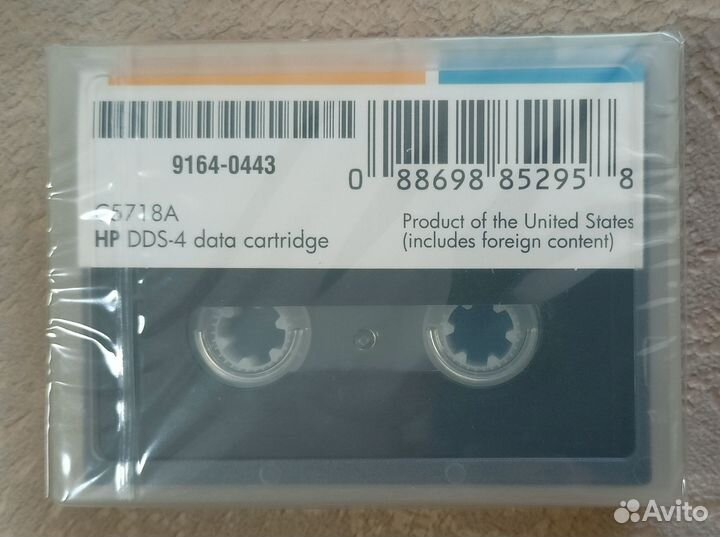 9164-0443
0 88698 85295 8
C5718A
HP DDS-4 data cartridge
Product of the United States
(includes foreign content)
Avito